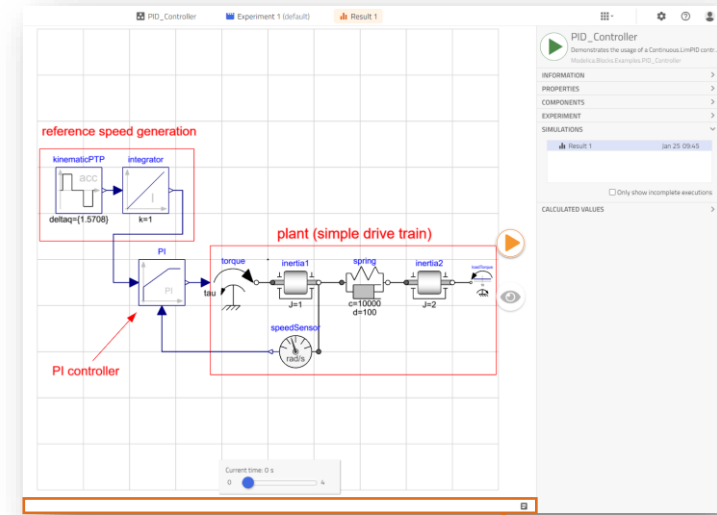 PID_Controller
Experiment 1 (default)
Result 1
PID_Controller
Demonstrates the usage of a Continuous.LimPID contr...
Modelica.Blocks.Examples.PID_Controller
INFORMATION
PROPERTIES
COMPONENTS
EXPERIMENT
SIMULATIONS
Result 1
Jan 25 09:45
Only show incomplete executions
CALCULATED VALUES
reference speed generation
kinematicPTP
integrator
acc
I
deltaq={1.5708}
k=1
plant (simple drive train)
PI
torque
inertia1
spring
inertia2
loadTorque
PI
tau
J=1
c=10000
d=100
J=2
speedSensor
rad/s
PI controller
Current time: 0 s
0
4